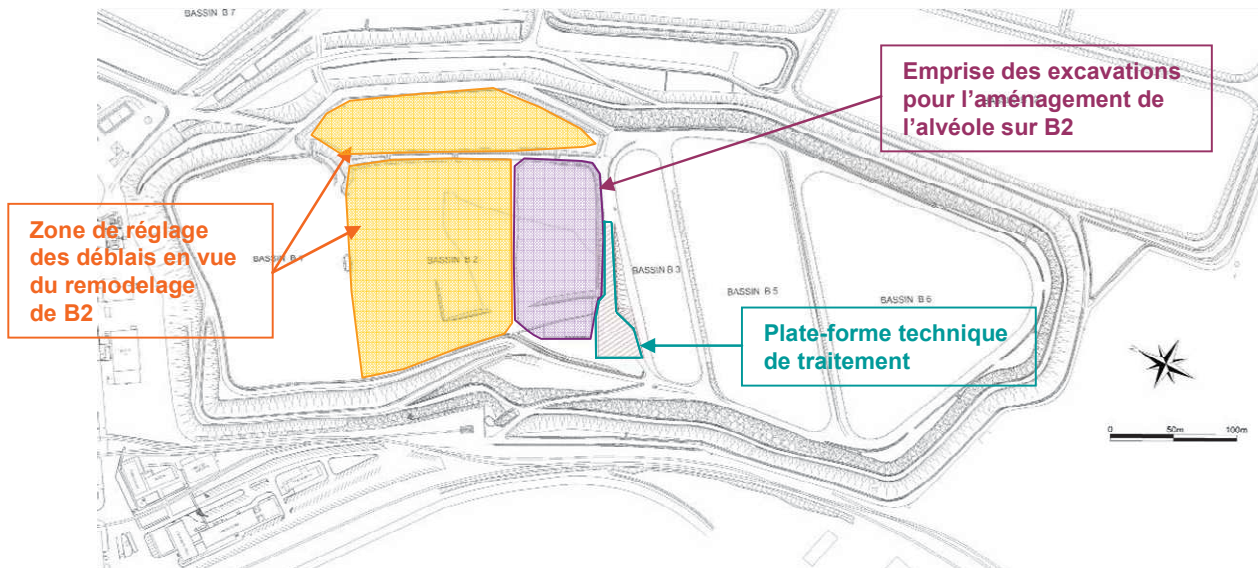 BASSIN B 7
Emprise des excavations
pour l’aménagement de
l’alvéole sur B2
Zone de réglage
des déblais en vue
du remodelage
de B2
BASSIN B 2
BASSIN B 3
BASSIN B 5
BASSIN B 6
Plate-forme technique
de traitement
0 50m 100m